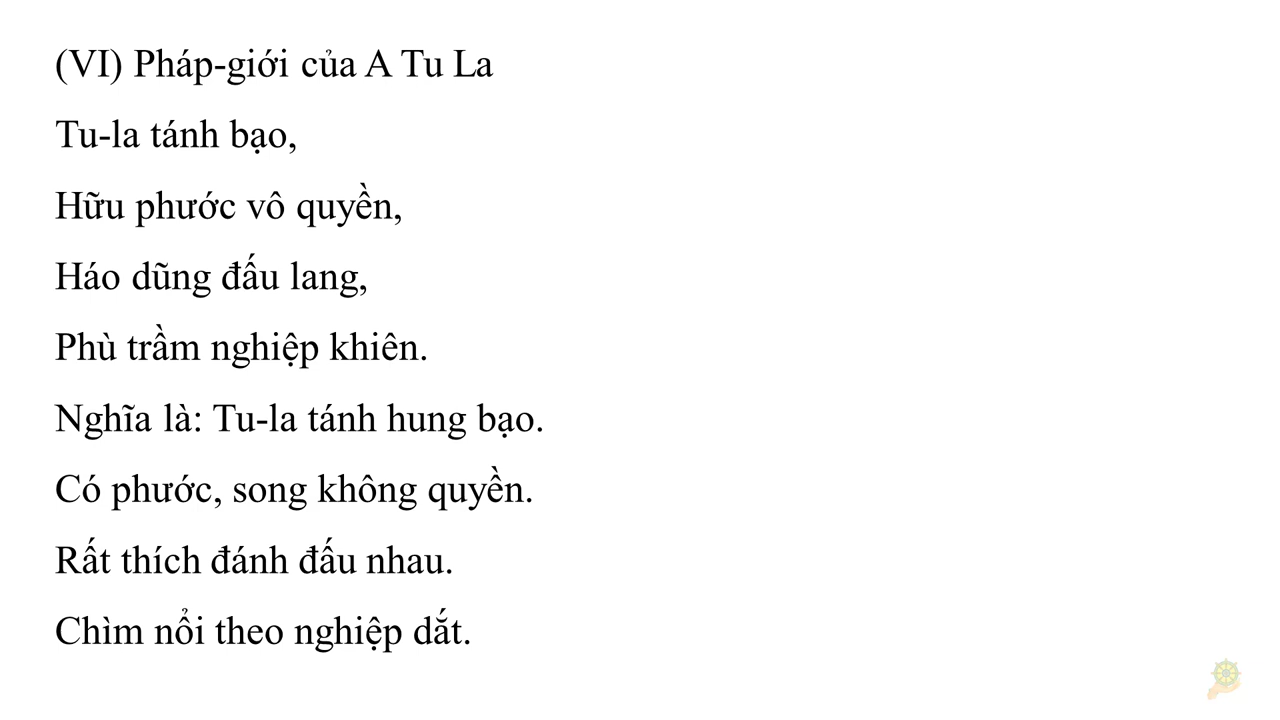 (VI) Pháp-giới của A Tu La
Tu-la tánh bạo,
Hữu phước vô quyền,
Háo dũng đấu lang,
Phù trầm nghiệp khiên.
Nghĩa là: Tu-la tánh hung bạo.
Có phước, song không quyền.
Rất thích đánh đấu nhau.
Chìm nổi theo nghiệp dắt.